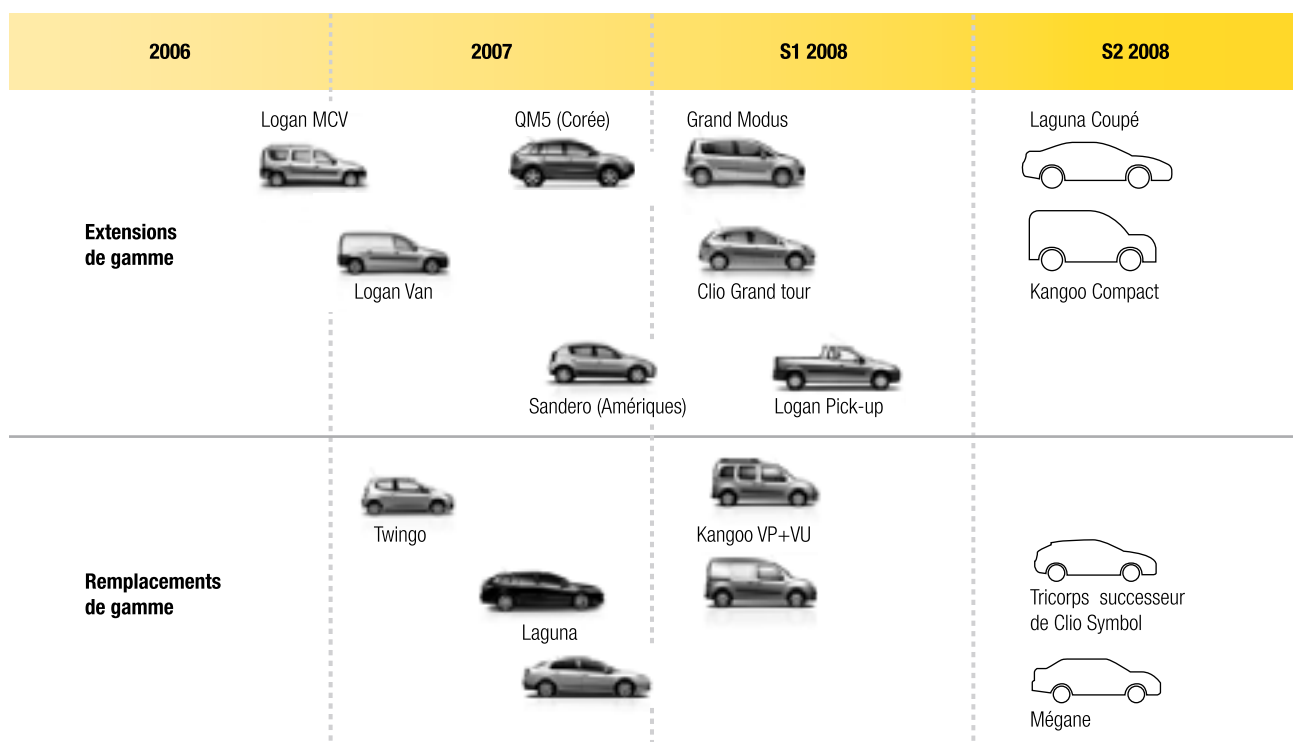 2006
2007
S1 2008
S2 2008
Logan MCV
QM5 (Corée)
Grand Modus
Laguna Coupé
Extensions
de gamme
Logan Van
Clio Grand tour
Kangoo Compact
Sandero (Amériques)
Logan Pick-up
Remplacements
de gamme
Twingo
Kangoo VP+VU
Laguna
Tricorps successeur
de Clio Symbol
Mégane